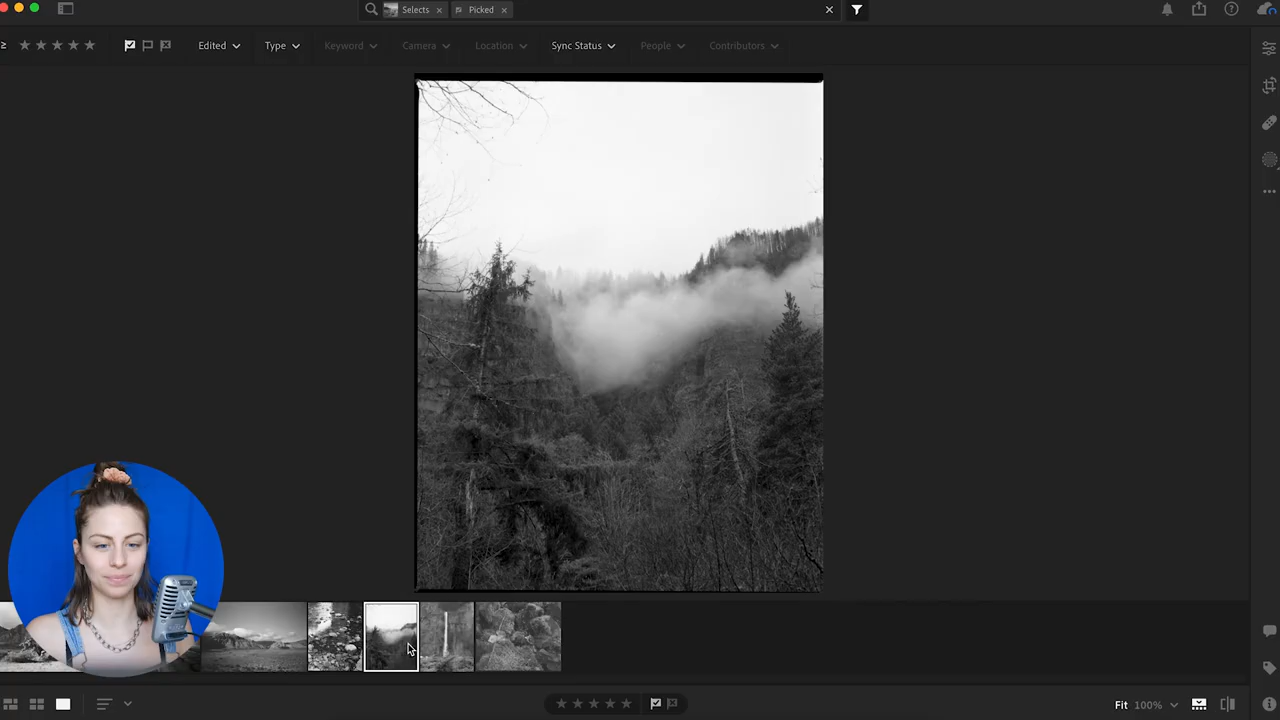 Selects
Picked
Edited
Type
Keyword
Camera
Location
Sync Status
People
Contributors
Fit
100%